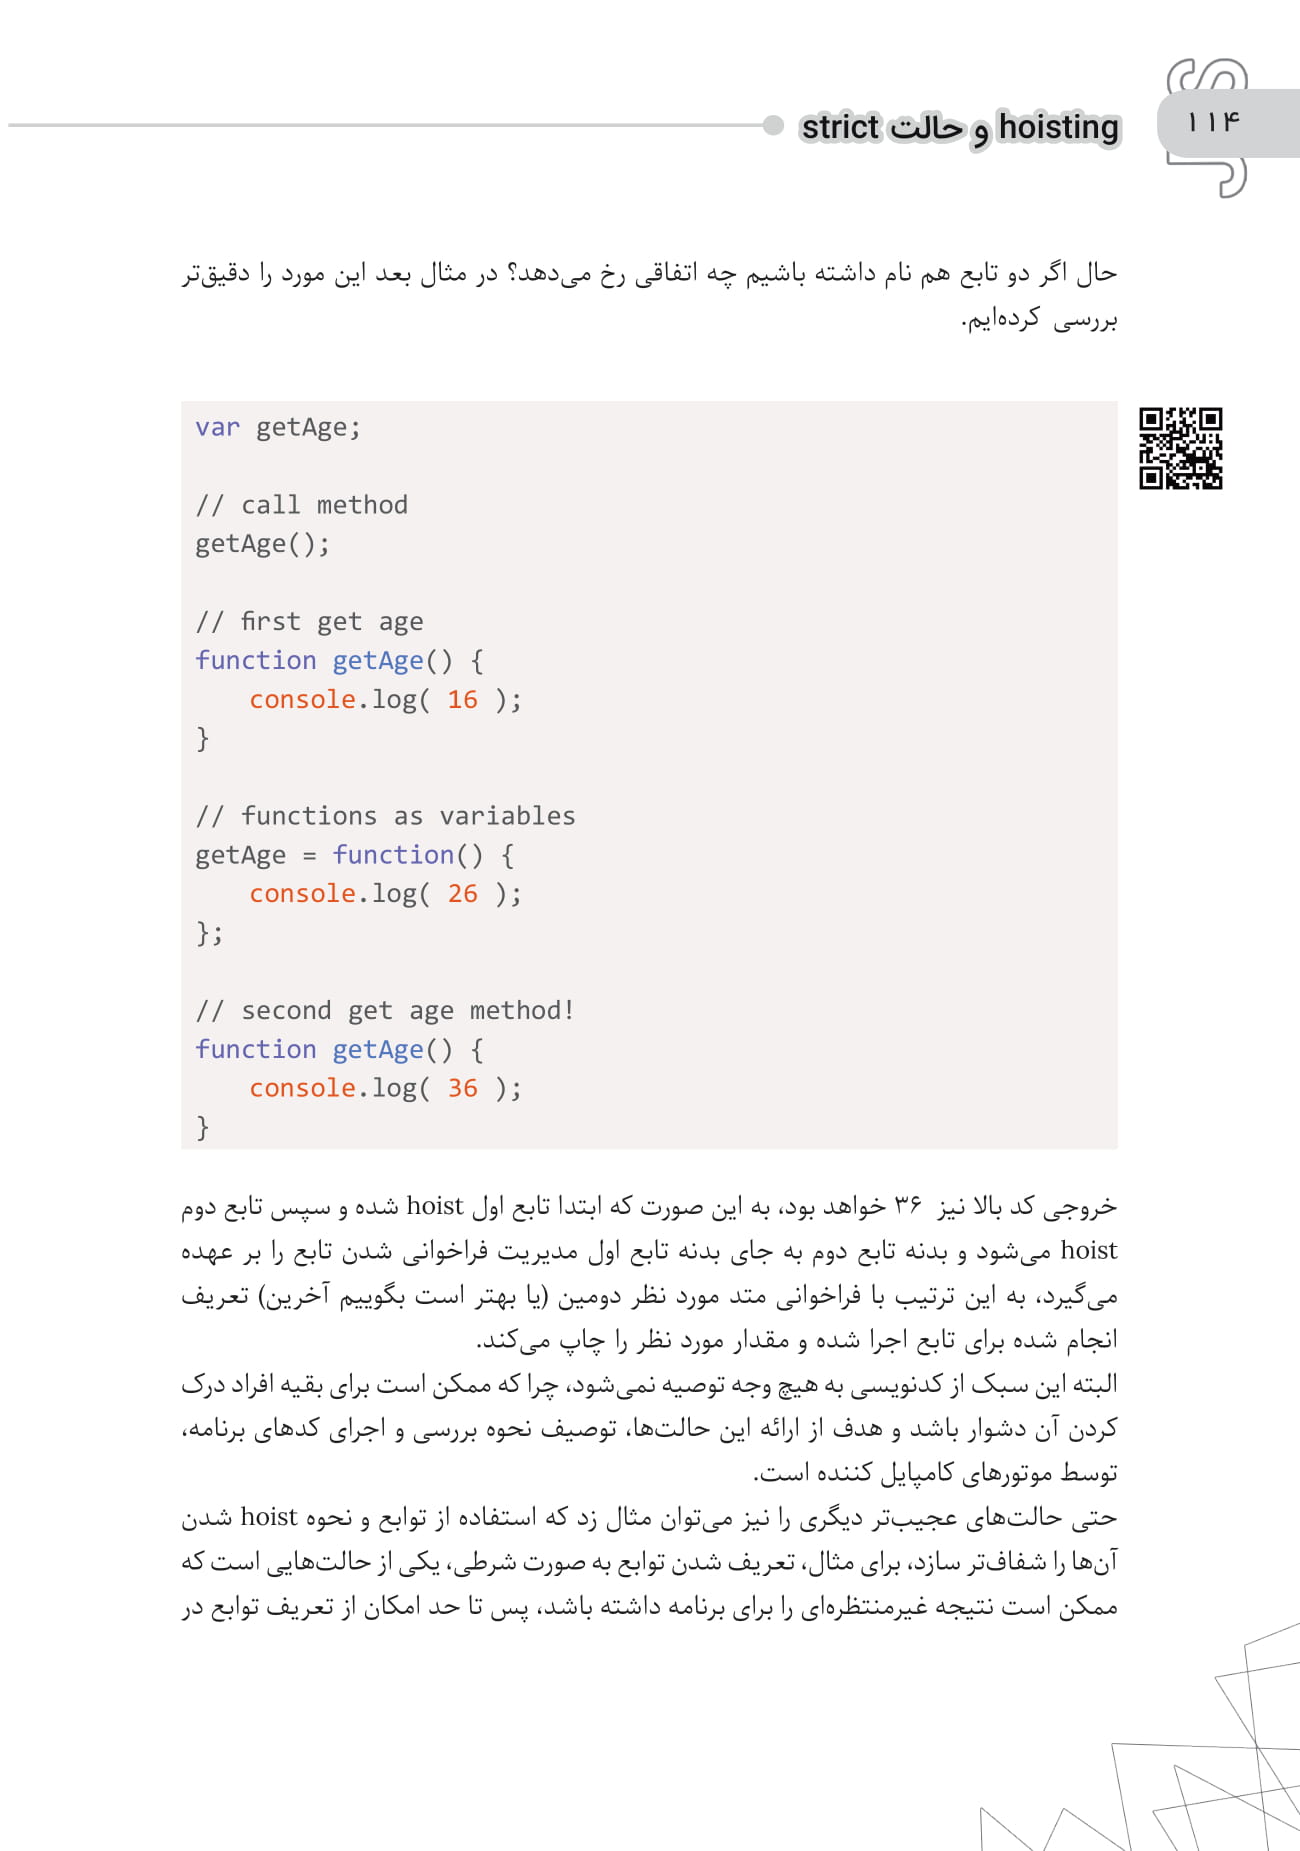 ۱۱۴
hoisting و حالت strict
حال اگر دو تابع هم نام داشته باشیم چه اتفاقی رخ می‌دهد؟ در مثال بعد این مورد را دقیق‌تر
بررسی کرده‌ایم.
var getAge;
// call method
getAge();
// first get age
function getAge() {
    console.log( 16 );
}
// functions as variables
getAge = function() {
    console.log( 26 );
};
// second get age method!
function getAge() {
    console.log( 36 );
}
خروجی کد بالا نیز ۳۶ خواهد بود، به این صورت که ابتدا تابع اول hoist شده و سپس تابع دوم
hoist می‌شود و بدنه تابع دوم به جای بدنه تابع اول مدیریت فراخوانی شدن تابع را بر عهده
می‌گیرد، به این ترتیب با فراخوانی متد مورد نظر دومین (یا بهتر است بگوییم آخرین) تعریف
انجام شده برای تابع اجرا شده و مقدار مورد نظر را چاپ می‌کند.
البته این سبک از کدنویسی به هیچ وجه توصیه نمی‌شود، چرا که ممکن است برای بقیه افراد درک
کردن آن دشوار باشد و هدف از ارائه این حالت‌ها، توصیف نحوه بررسی و اجرای کدهای برنامه،
توسط موتورهای کامپایل کننده است.
حتی حالت‌های عجیب‌تر دیگری را نیز می‌توان مثال زد که استفاده از توابع و نحوه hoist شدن
آن‌ها را شفاف‌تر سازد، برای مثال، تعریف شدن توابع به صورت شرطی، یکی از حالت‌هایی است که
ممکن است نتیجه غیرمنتظره‌ای را برای برنامه داشته باشد، پس تا حد امکان از تعریف توابع در